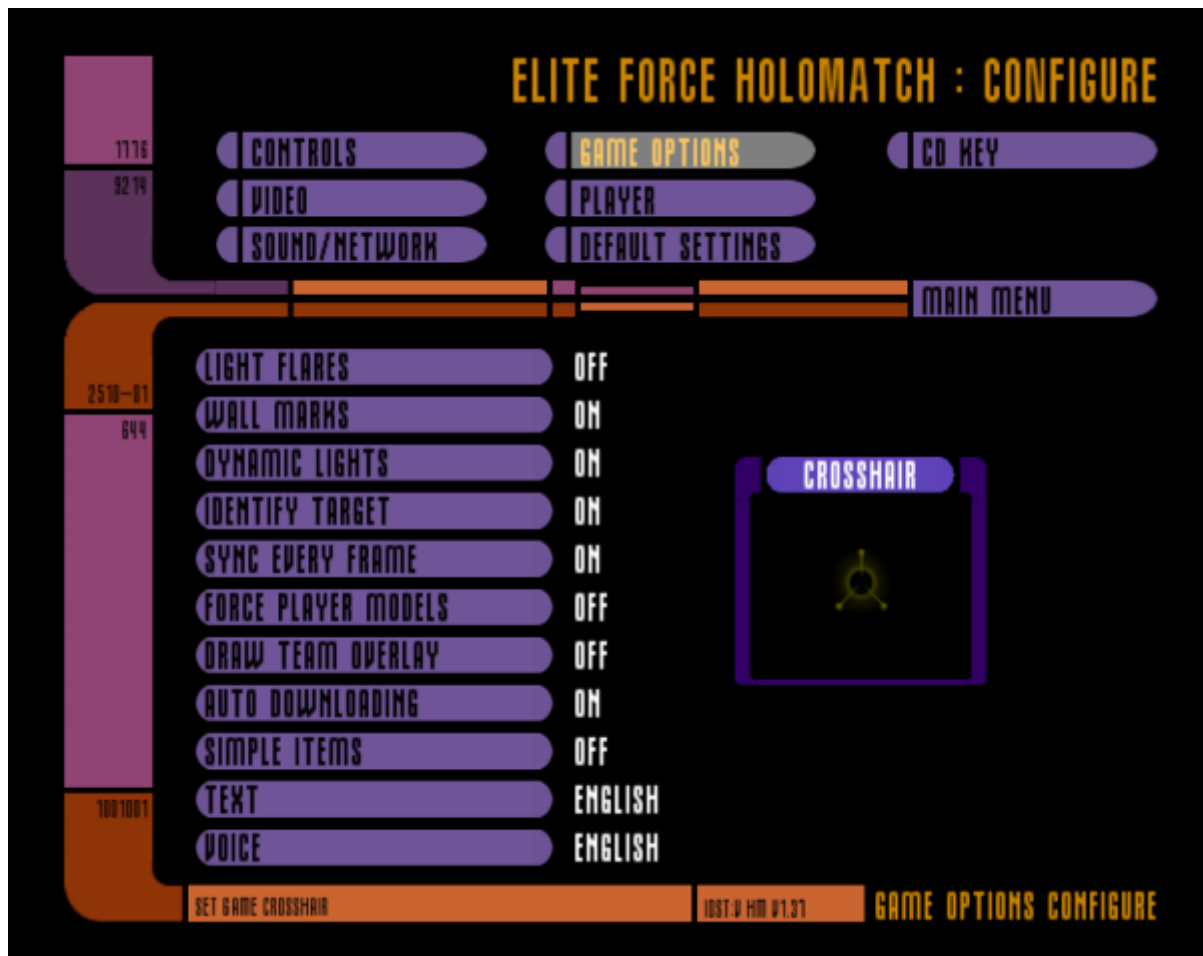 ELITE FORCE HOLOMATCH : CONFIGURE
1776
9274
CONTROLS
GAME OPTIONS
CD KEY
VIDEO
PLAYER
SOUND/NETWORK
DEFAULT SETTINGS
MAIN MENU
2510-81
644
LIGHT FLARES OFF
WALL MARKS ON
DYNAMIC LIGHTS ON
IDENTIFY TARGET ON
SYNC EVERY FRAME ON
FORCE PLAYER MODELS OFF
DRAW TEAM OVERLAY OFF
AUTO DOWNLOADING ON
SIMPLE ITEMS OFF
TEXT ENGLISH
VOICE ENGLISH
CROSSHAIR
1001001
SET GAME CROSSHAIR
GAME OPTIONS CONFIGURE